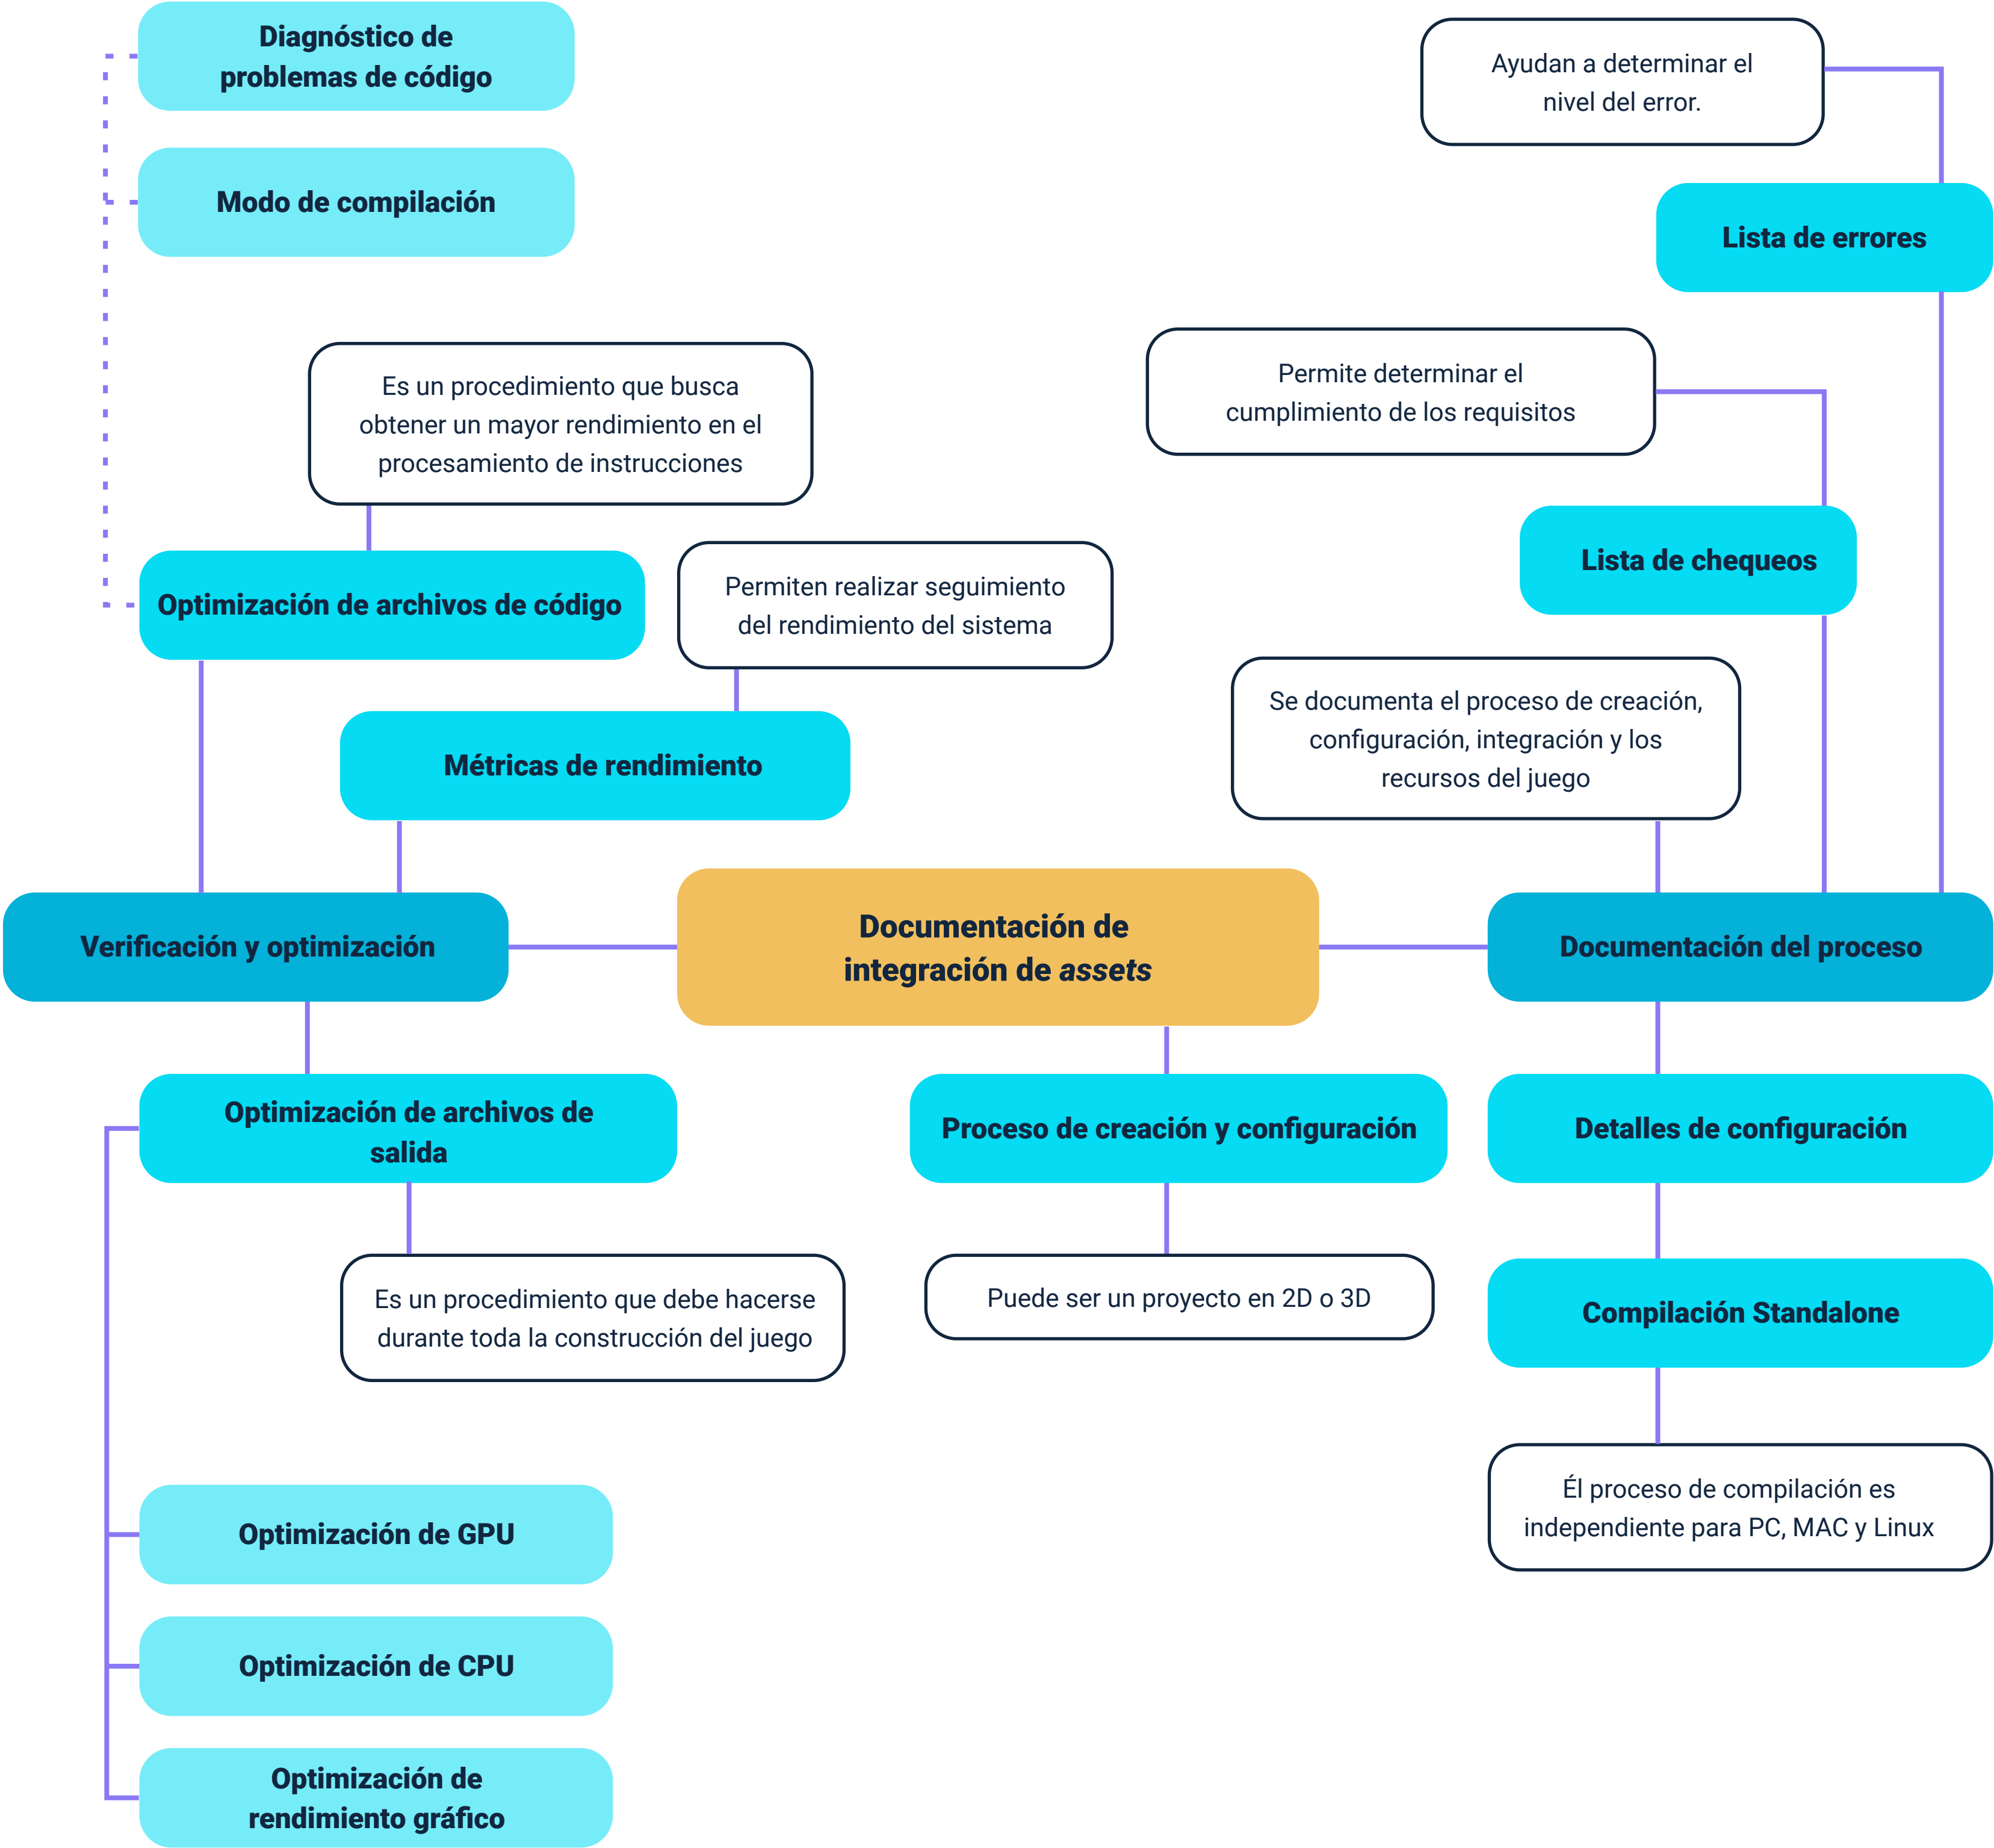 Diagnóstico de
problemas de código
Modo de compilación
Es un procedimiento que busca
obtener un mayor rendimiento en el
procesamiento de instrucciones
Optimización de archivos de código
Permiten realizar seguimiento
del rendimiento del sistema
Métricas de rendimiento
Ayudan a determinar el
nivel del error.
Lista de errores
Permite determinar el
cumplimiento de los requisitos
Lista de chequeos
Se documenta el proceso de creación,
configuración, integración y los
recursos del juego
Verificación y optimización
Documentación de
integración de assets
Documentación del proceso
Optimización de archivos de
salida
Proceso de creación y configuración
Detalles de configuración
Es un procedimiento que debe hacerse
durante toda la construcción del juego
Puede ser un proyecto en 2D o 3D
Compilación Standalone
Él proceso de compilación es
independiente para PC, MAC y Linux
Optimización de GPU
Optimización de CPU
Optimización de
rendimiento gráfico